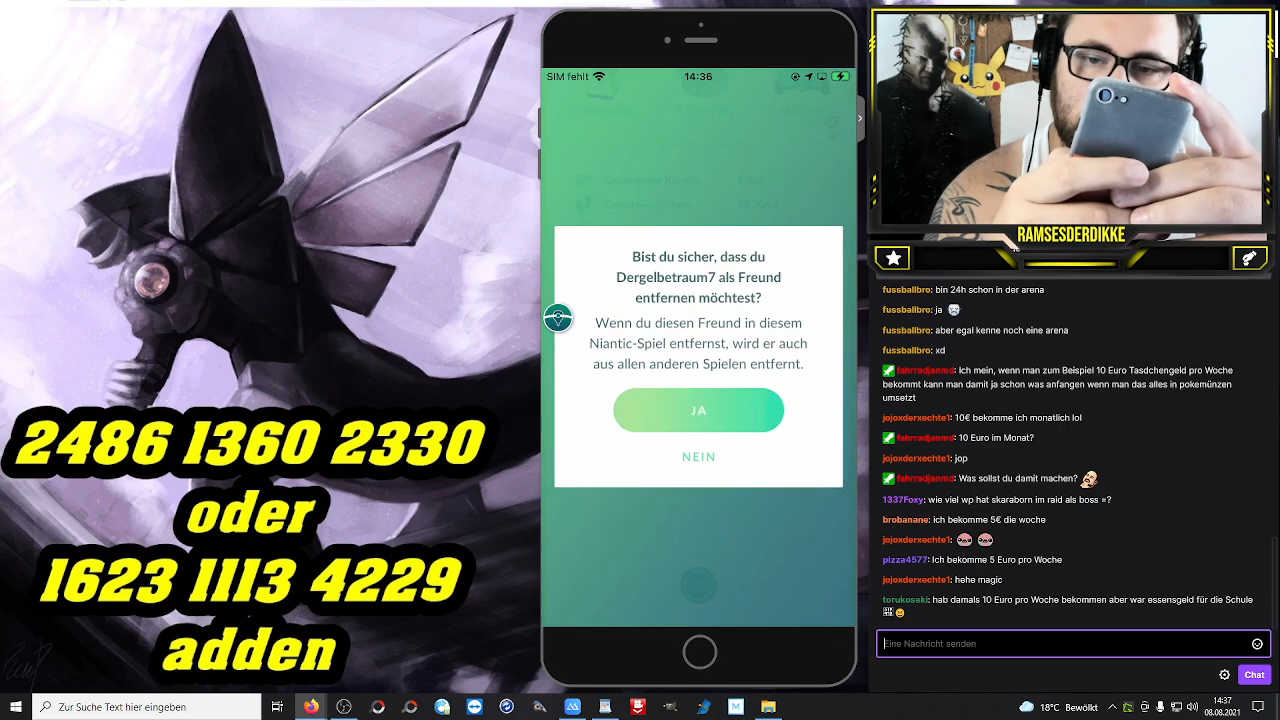 2486 1360 2330
oder
1623 1113 4229
adden
SIM fehlt
14:36
Gewonnene Kämpfe
1.469
Bist du sicher, dass du
Dergelbetraum7 als Freund
entfernen möchtest?
Wenn du diesen Freund in diesem
Niantic-Spiel entfernst, wird er auch
aus allen anderen Spielen entfernt.
JA
NEIN
RAMSESDERDIKKE
fussballbro: bin 24h schon in der arena
fussballbro: ja
fussballbro: aber egal kenne noch eine arena
fussballbro: xd
fahrradjanmd: Ich mein, wenn man zum Beispiel 10 Euro Tasdchengeld pro Woche
bekommt kann man damit ja schon was anfangen wenn man das alles in pokemünzen
umsetzt
jojoxderxechte1: 10€ bekomme ich monatlich lol
fahrradjanmd: 10 Euro im Monat?
jojoxderxechte1: jop
fahrradjanmd: Was sollst du damit machen?
1337Foxy: wie viel wp hat skaraborn im raid als boss =?
brobanane: ich bekomme 5€ die woche
jojoxderxechte1:
pizza4577: Ich bekomme 5 Euro pro Woche
jojoxderxechte1: hehe magic
torukoseki: hab damals 10 Euro pro Woche bekommen aber war essensgeld für die Schule
Eine Nachricht senden
Chat
Zur Suche Text hier eingeben
18°C Bewölkt
14:37
08.08.2021